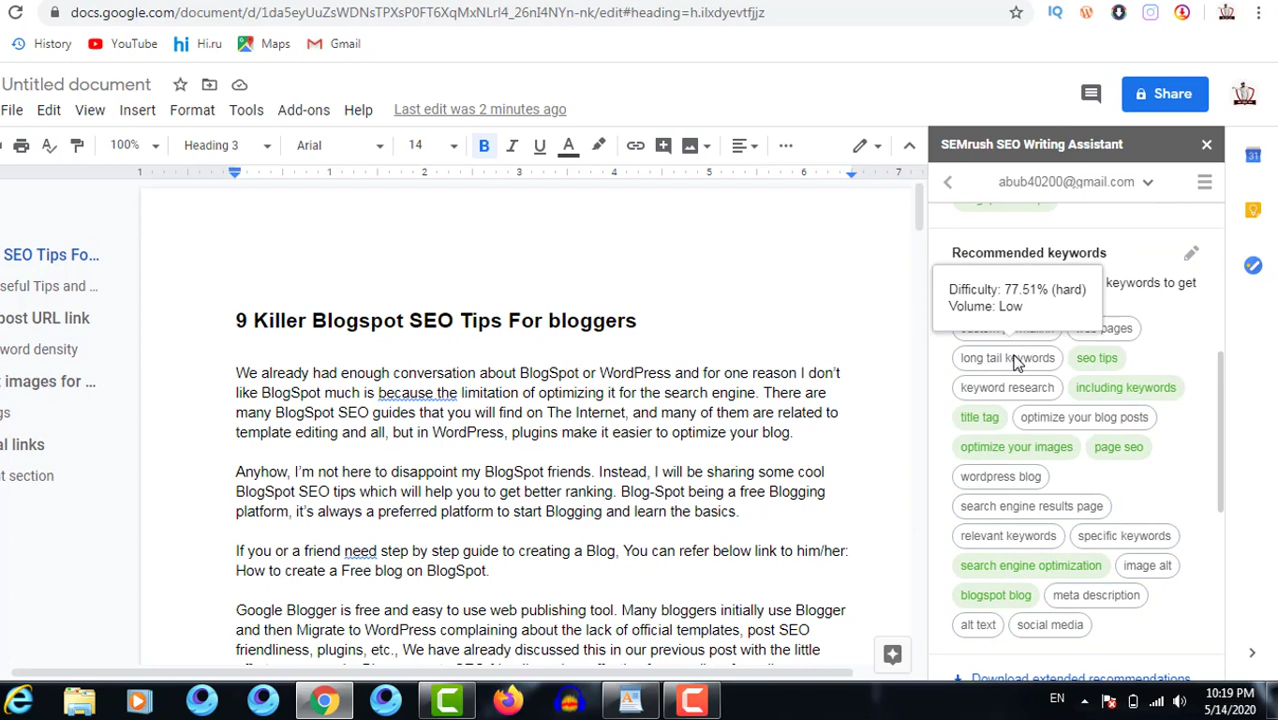 docs.google.com/document/d/1da5eyUuZsWDNsTPXsP0FT6XqMxNLrl4_26nI4NYn-nk/edit#heading=h.ilxdyevtfjjz
History YouTube Hi.ru Maps Gmail
Untitled document
File Edit View Insert Format Tools Add-ons Help Last edit was 2 minutes ago
Share
100% Heading 3 Arial 14 B I U A
SEMrush SEO Writing Assistant
abub40200@gmail.com
1 1 2 3 4 5 6 7
SEO Tips Fo...
seful Tips and ...
post URL link
word density
t images for ...
gs
al links
nt section
9 Killer Blogspot SEO Tips For bloggers
We already had enough conversation about BlogSpot or WordPress and for one reason I don't
like BlogSpot much is because the limitation of optimizing it for the search engine. There are
many BlogSpot SEO guides that you will find on The Internet, and many of them are related to
template editing and all, but in WordPress, plugins make it easier to optimize your blog.
Anyhow, I'm not here to disappoint my BlogSpot friends. Instead, I will be sharing some cool
BlogSpot SEO tips which will help you to get better ranking. Blog-Spot being a free Blogging
platform, it's always a preferred platform to start Blogging and learn the basics.
If you or a friend need step by step guide to creating a Blog, You can refer below link to him/her:
How to create a Free blog on BlogSpot.
Google Blogger is free and easy to use web publishing tool. Many bloggers initially use Blogger
and then Migrate to WordPress complaining about the lack of official templates, post SEO
friendliness, plugins, etc., We have already discussed this in our previous post with the little
Recommended keywords
keywords to get
Difficulty: 77.51% (hard)
Volume: Low
web pages
long tail keywords seo tips
keyword research including keywords
title tag optimize your blog posts
optimize your images page seo
wordpress blog
search engine results page
relevant keywords specific keywords
search engine optimization image alt
blogspot blog meta description
alt text social media
Download extended recommendations
EN
10:19 PM
5/14/2020